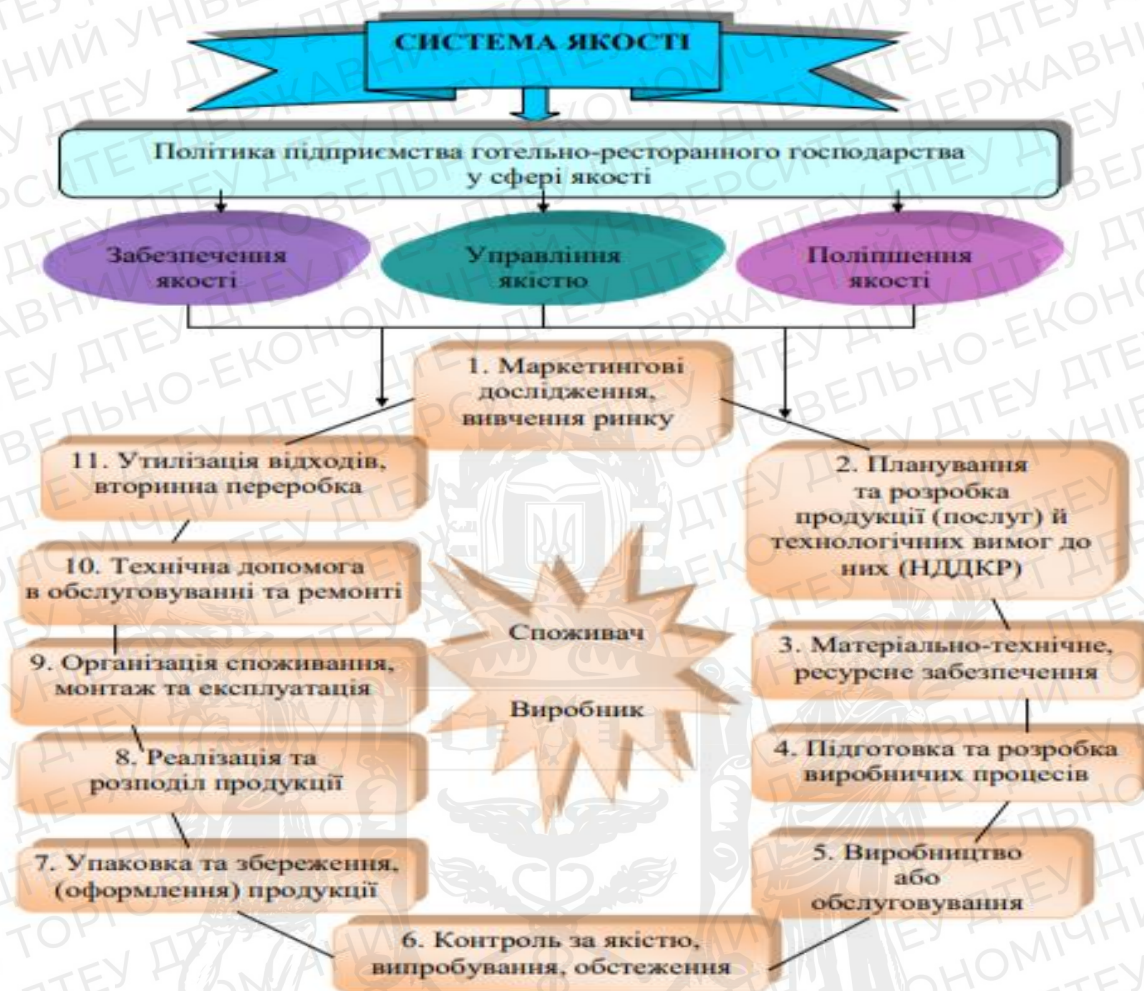 СИСТЕМА ЯКОСТІ
Політика підприємства готельно-ресторанного господарства
у сфері якості
Забезпечення
якості
Управління
якістю
Поліпшення
якості
1. Маркетингові
дослідження,
вивчення ринку
2. Планування
та розробка
продукції (послуг) й
технологічних вимог до
них (НДДКР)
3. Матеріально-технічне,
ресурсне забезпечення
4. Підготовка та розробка
виробничих процесів
5. Виробництво
або
обслуговування
6. Контроль за якістю,
випробування, обстеження
7. Упаковка та збереження,
(оформлення) продукції
8. Реалізація та
розподіл продукції
9. Організація споживання,
монтаж та експлуатація
10. Технічна допомога
в обслуговуванні та ремонті
11. Утилізація відходів,
вторинна переробка
Споживач
Виробник